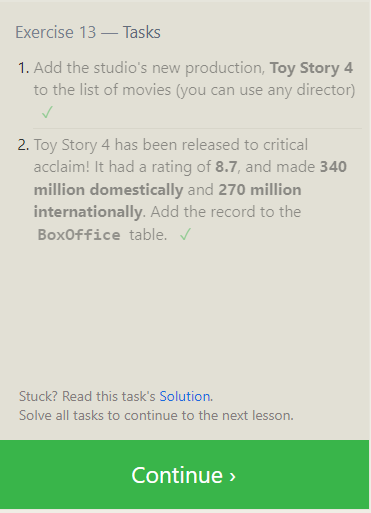 Exercise 13 — Tasks
1. Add the studio's new production, Toy Story 4
to the list of movies (you can use any director)
✓
2. Toy Story 4 has been released to critical
acclaim! It had a rating of 8.7, and made 340
million domestically and 270 million
internationally. Add the record to the
BoxOffice table. ✓
Stuck? Read this task's Solution.
Solve all tasks to continue to the next lesson.
Continue ›